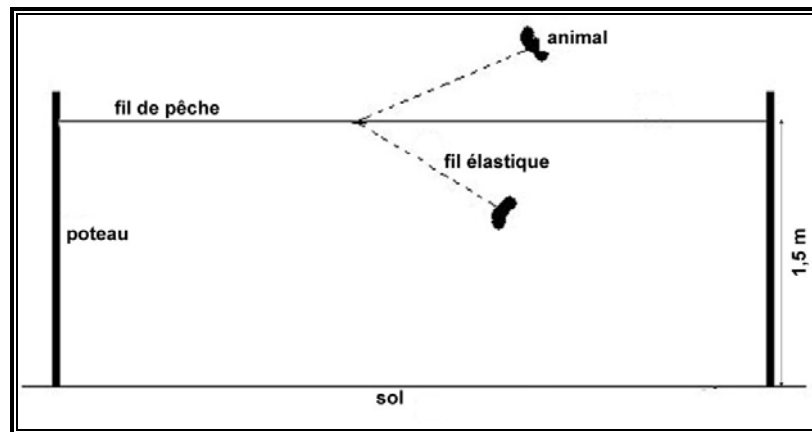 animal
fil de pêche
fil élastique
poteau
1,5 m
sol